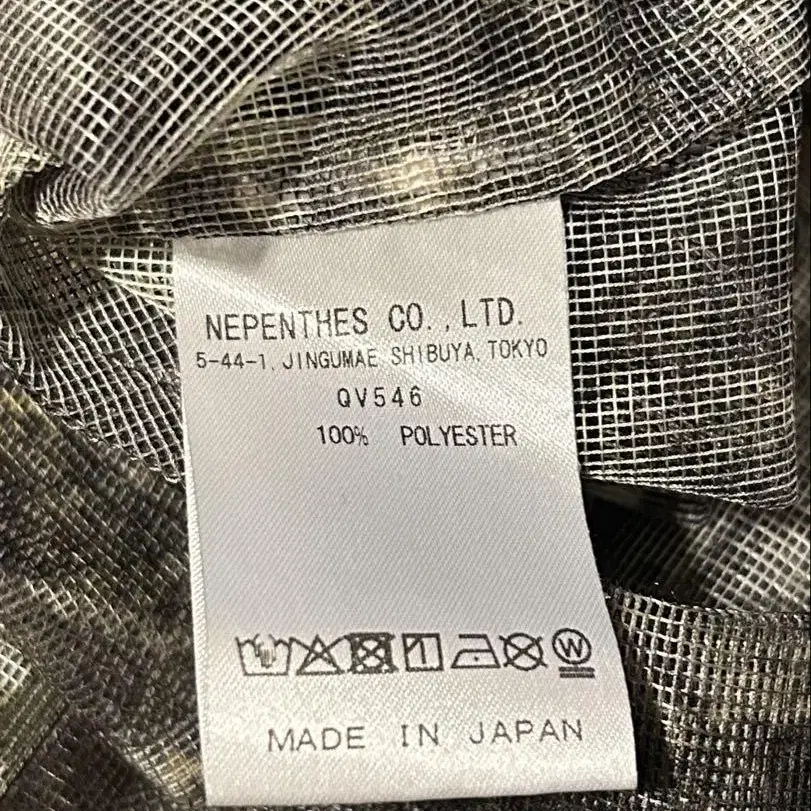 NEPENTHES CO.,LTD.
5-44-1, JINGUMAE SHIBUYA, TOKYO
QV546
100% POLYESTER
W
MADE IN JAPAN